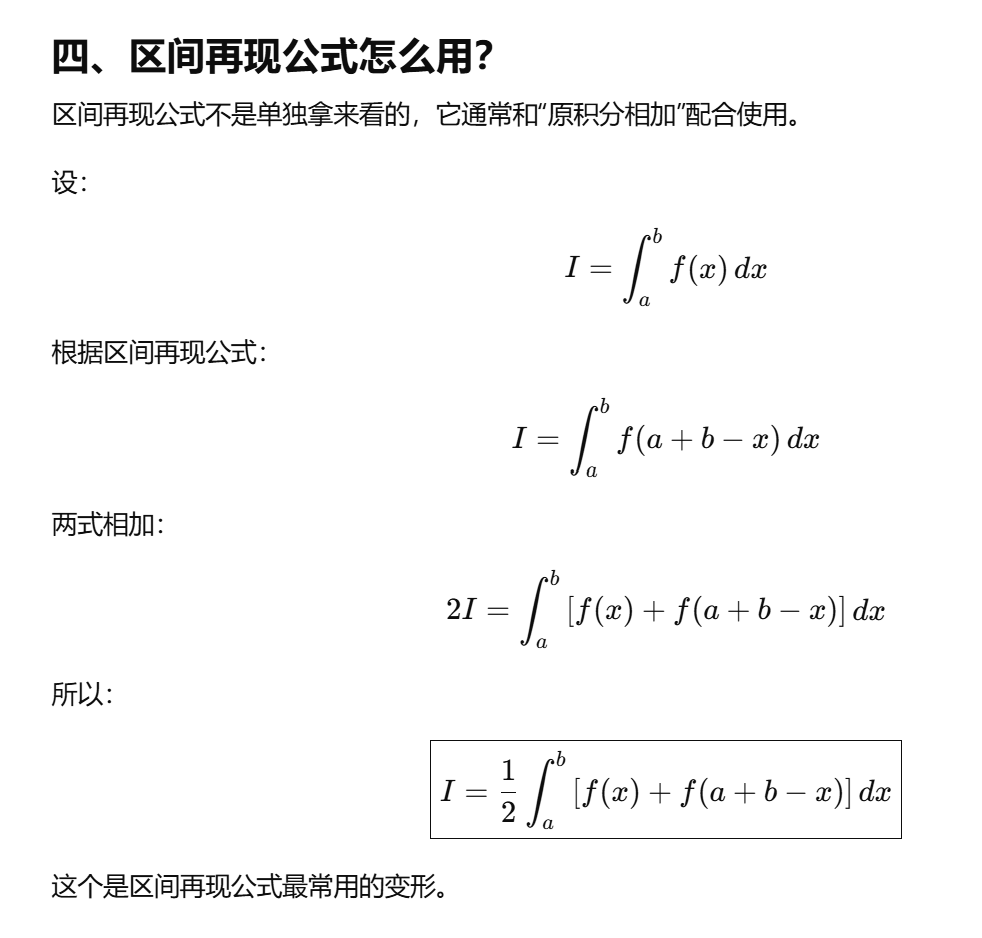 四、区间再现公式怎么用？
区间再现公式不是单独拿来看的，它通常和“原积分相加”配合使用。
设：
$$I = \int_a^b f(x)\,dx$$
根据区间再现公式：
$$I = \int_a^b f(a+b-x)\,dx$$
两式相加：
$$2I = \int_a^b [f(x) + f(a+b-x)]\,dx$$
所以：
$$\boxed{I = \frac{1}{2}\int_a^b [f(x) + f(a+b-x)]\,dx}$$
这个是区间再现公式最常用的变形。